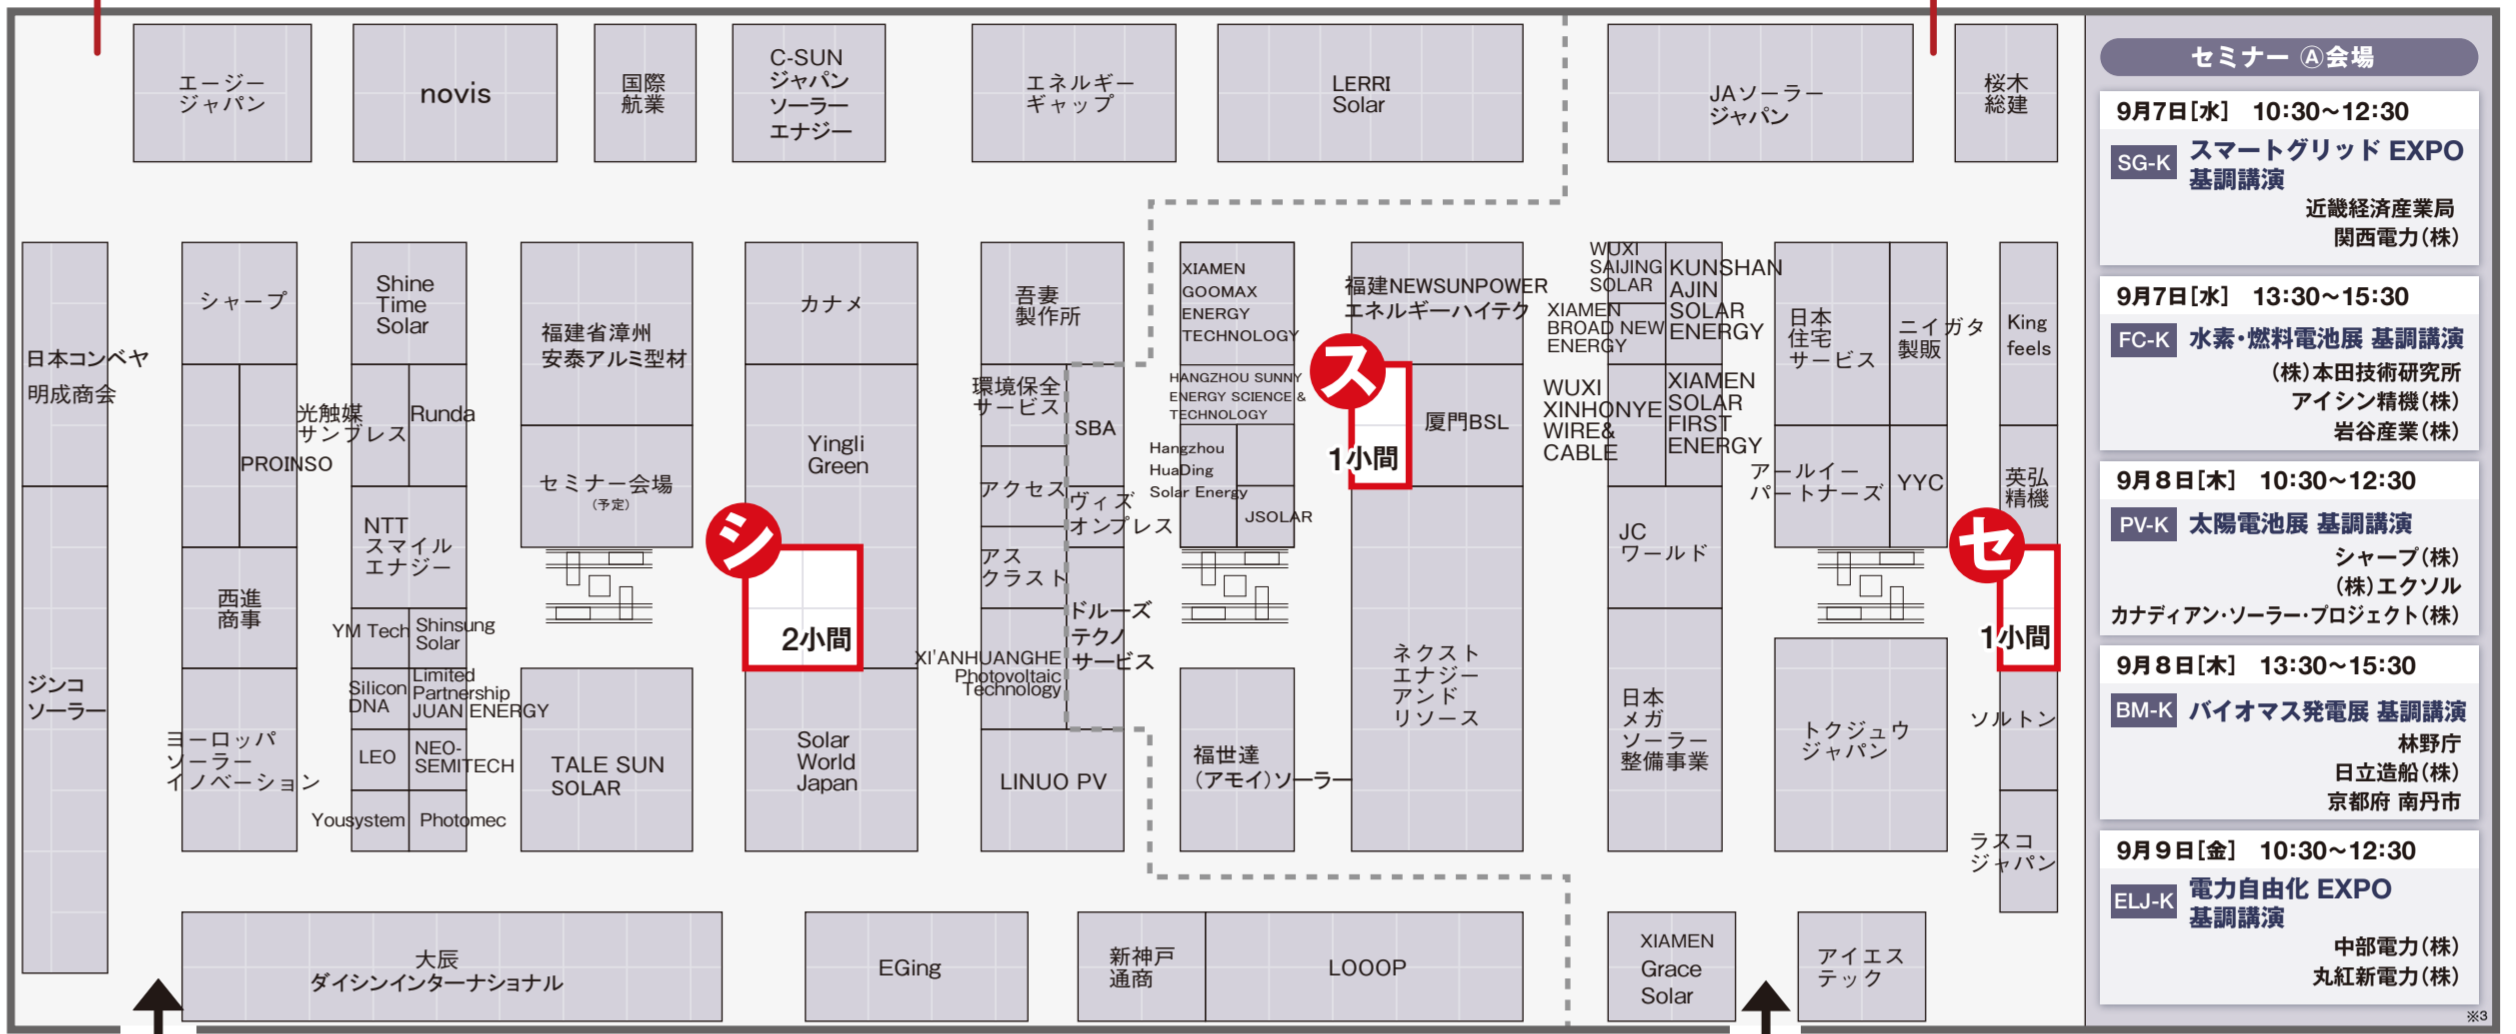 エージー
ジャパン
novis
国際
航業
C-SUN
ジャパン
ソーラー
エナジー
エネルギー
ギャップ
LERRI
Solar
JAソーラー
ジャパン
桜木
総建
日本コンベヤ
明成商会
ジンコ
ソーラー
シャープ
PROINSO
西進
商事
ヨーロッパ
ソーラー
イノベーション
Shine
Time
Solar
光触媒
サンブレス
Runda
NTT
スマイル
エナジー
YM Tech
Shinsung
Solar
Silicon
DNA
Limited
Partnership
JUAN ENERGY
LEO
NEO-
SEMITECH
Yousystem
Photomec
福建省漳州
安泰アルミ型材
セミナー会場
(予定)
TALE SUN
SOLAR
カナメ
Yingli
Green
シ
2小間
Solar
World
Japan
吾妻
製作所
環境保全
サービス
SBA
アクセス
ヴィズ
オンプレス
アス
クラスト
ドルーズ
テクノ
サービス
XI'ANHUANGHE
Photovoltaic
Technology
LINUO PV
XIAMEN
GOOMAX
ENERGY
TECHNOLOGY
HANGZHOU SUNNY
ENERGY SCIENCE &
TECHNOLOGY
Hangzhou
HuaDing
Solar Energy
JSOLAR
福世達
(アモイ)ソーラー
福建NEWSUNPOWER
エネルギーハイテク
ス
1小間
厦門BSL
ネクスト
エナジー
アンド
リソース
WUXI
SAIJING
SOLAR
KUNSHAN
AJIN
SOLAR
ENERGY
XIAMEN
BROAD NEW
ENERGY
WUXI
XINHONYE
WIRE&
CABLE
XIAMEN
SOLAR
FIRST
ENERGY
JC
ワールド
日本
メガ
ソーラー
整備事業
日本
住宅
サービス
ニイガタ
製販
アールイー
パートナーズ
YYC
トクジュウ
ジャパン
King
feels
英弘
精機
セ
1小間
ソルトン
ラスコ
ジャパン
大辰
ダイシンインターナショナル
EGing
新神戸
通商
LOOOP
XIAMEN
Grace
Solar
アイエス
テック
セミナー Ⓐ会場
9月7日[水] 10:30〜12:30
SG-K スマートグリッド EXPO
基調講演
近畿経済産業局
関西電力(株)
9月7日[水] 13:30〜15:30
FC-K 水素・燃料電池展 基調講演
(株)本田技術研究所
アイシン精機(株)
岩谷産業(株)
9月8日[木] 10:30〜12:30
PV-K 太陽電池展 基調講演
シャープ(株)
(株)エクソル
カナディアン・ソーラー・プロジェクト(株)
9月8日[木] 13:30〜15:30
BM-K バイオマス発電展 基調講演
林野庁
日立造船(株)
京都府 南丹市
9月9日[金] 10:30〜12:30
ELJ-K 電力自由化 EXPO
基調講演
中部電力(株)
丸紅新電力(株)
※3